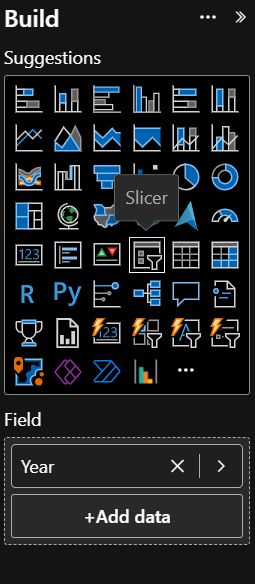 Build
Suggestions
Slicer
123
R Py
123
Field
Year
+Add data